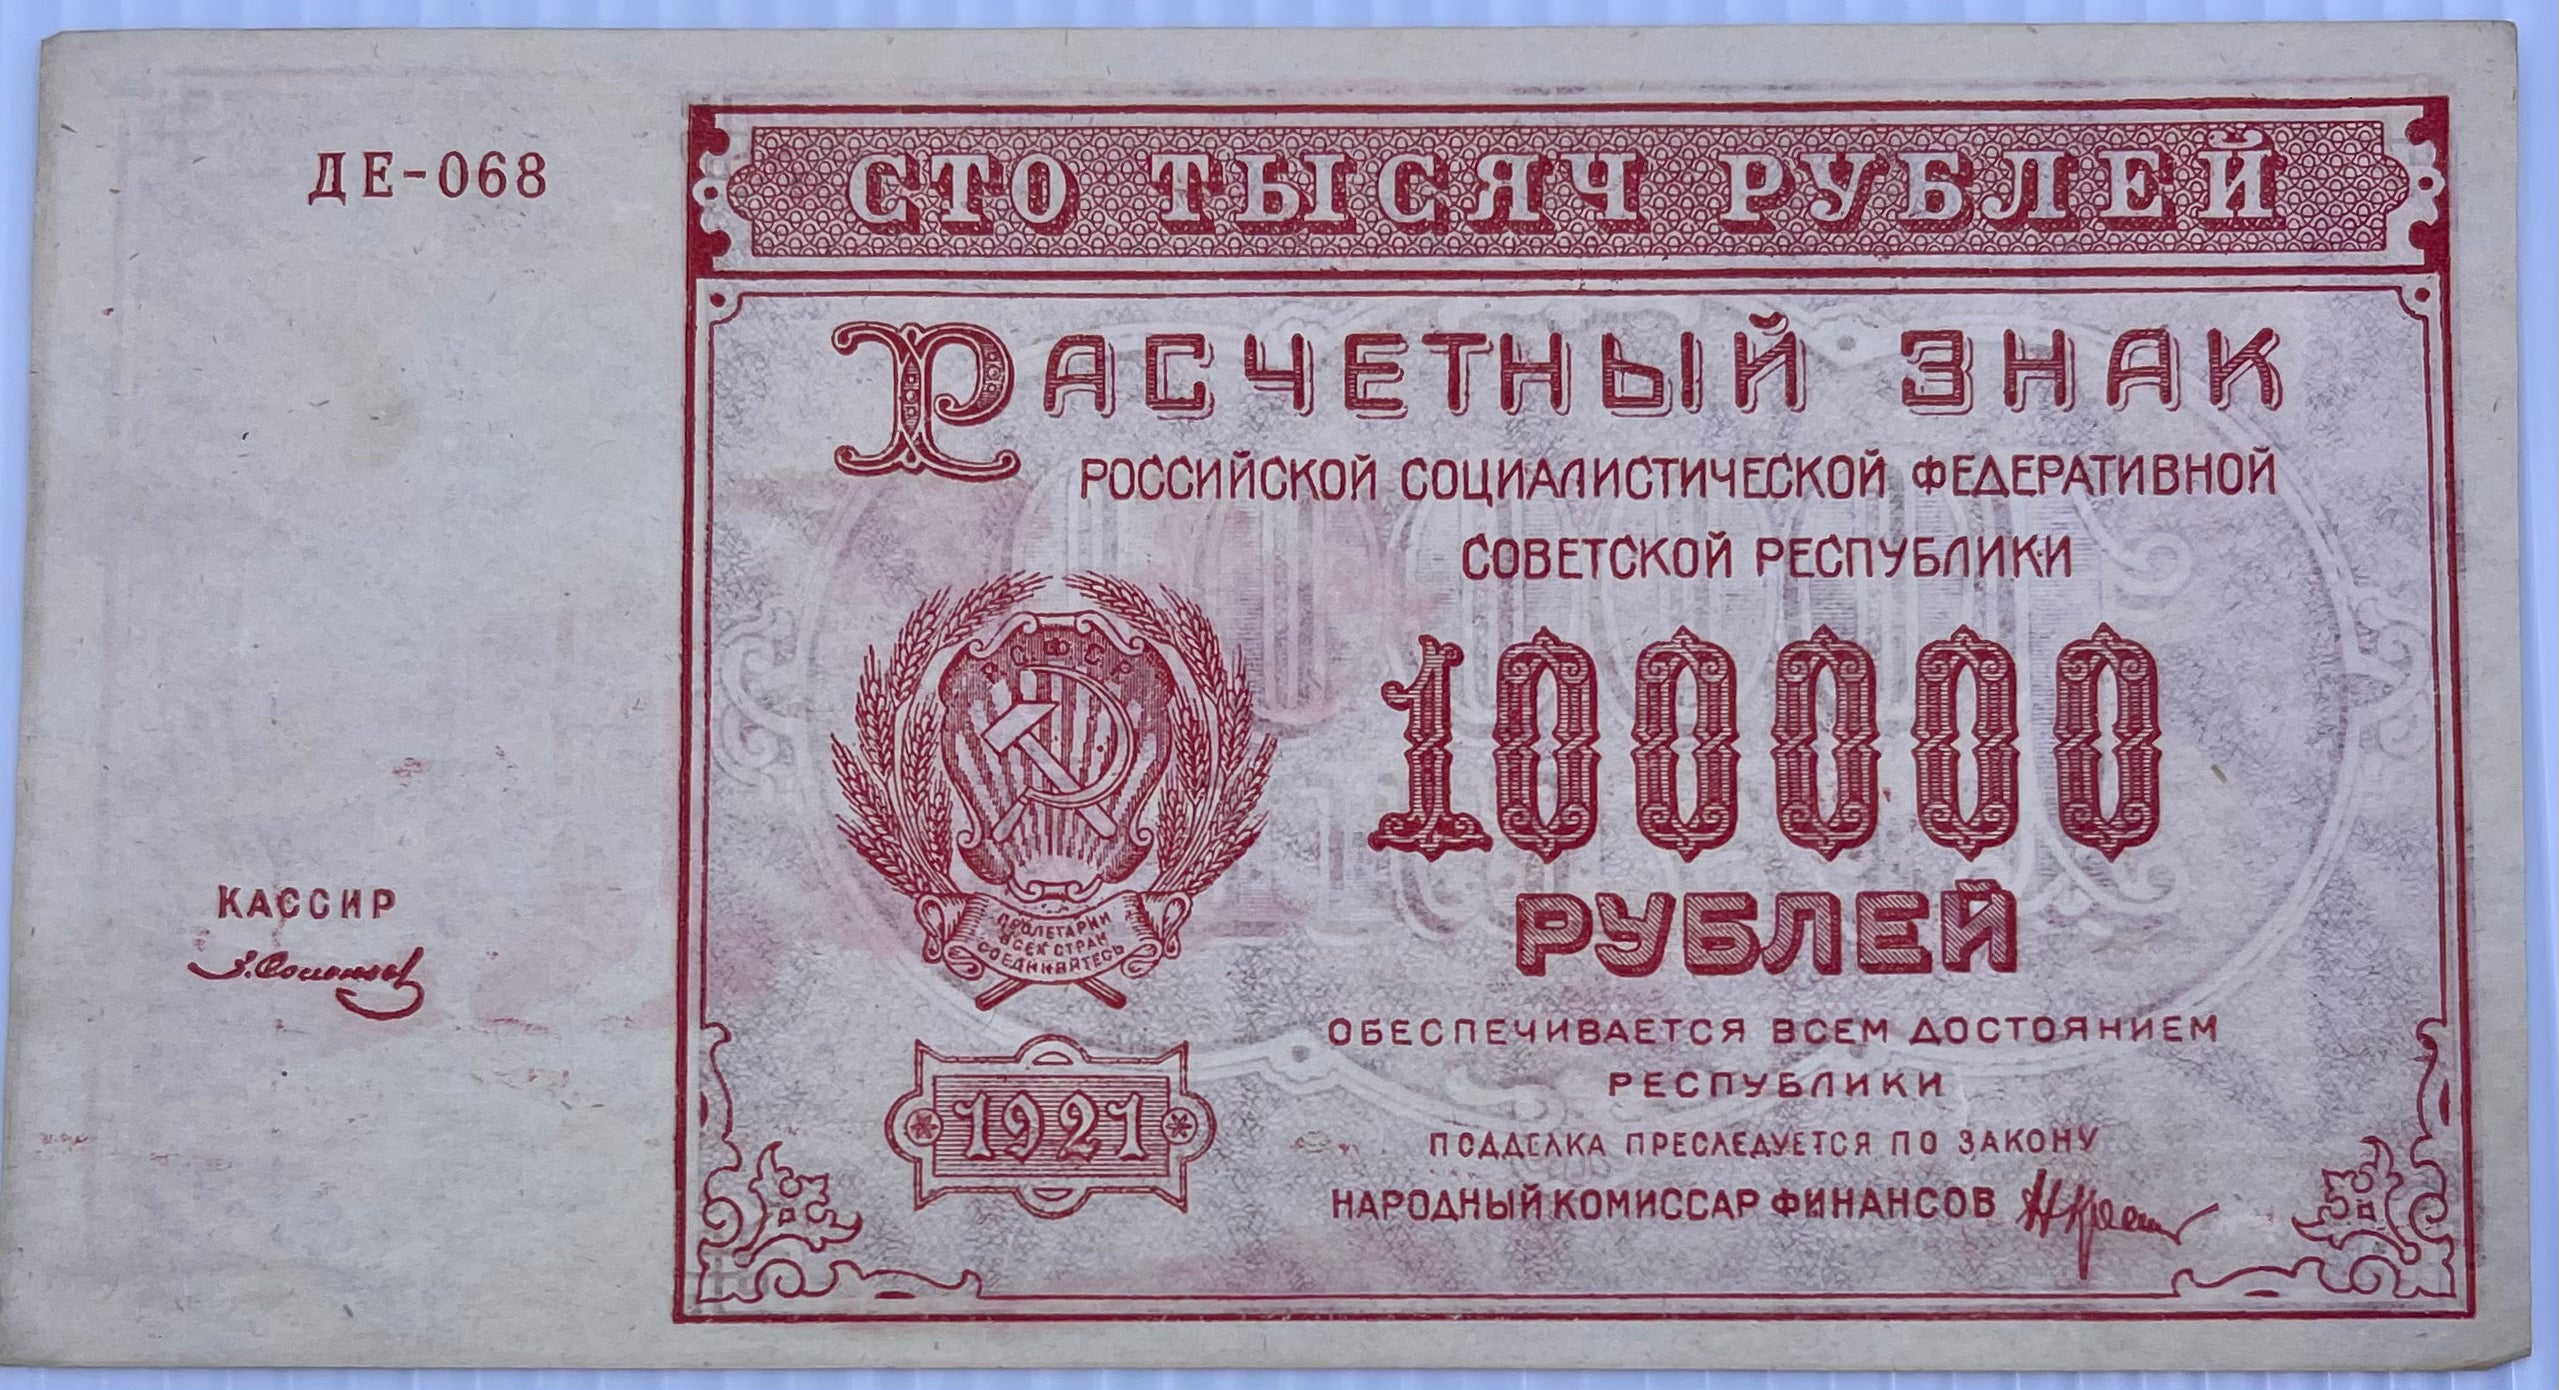 ДЕ-068
СТО ТЫСЯЧ РУБЛЕЙ
РАСЧЕТНЫЙ ЗНАК
РОССИЙСКОЙ СОЦИАЛИСТИЧЕСКОЙ ФЕДЕРАТИВНОЙ
СОВЕТСКОЙ РЕСПУБЛИКИ
РСФСР
100000
РУБЛЕЙ
ПРОЛЕТАРИИ
ВСЕХ СТРАН
СОЕДИНЯЙТЕСЬ
КАССИР
ОБЕСПЕЧИВАЕТСЯ ВСЕМ ДОСТОЯНИЕМ
РЕСПУБЛИКИ
1921
ПОДДЕЛКА ПРЕСЛЕДУЕТСЯ ПО ЗАКОНУ
НАРОДНЫЙ КОМИССАР ФИНАНСОВ